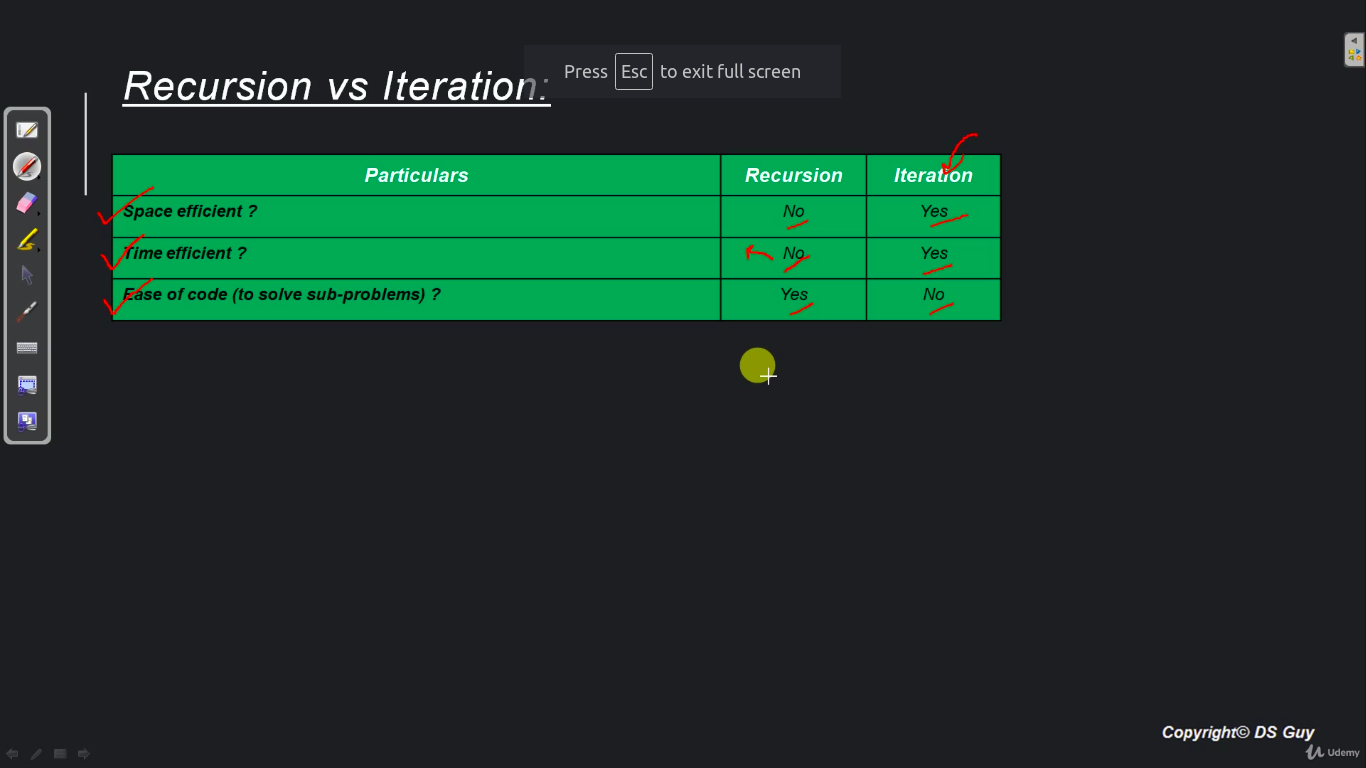 Press Esc to exit full screen
Recursion vs Iteration:
Particulars Recursion Iteration
Space efficient ? No Yes
Time efficient ? No Yes
Ease of code (to solve sub-problems) ? Yes No
Copyright© DS Guy
Udemy